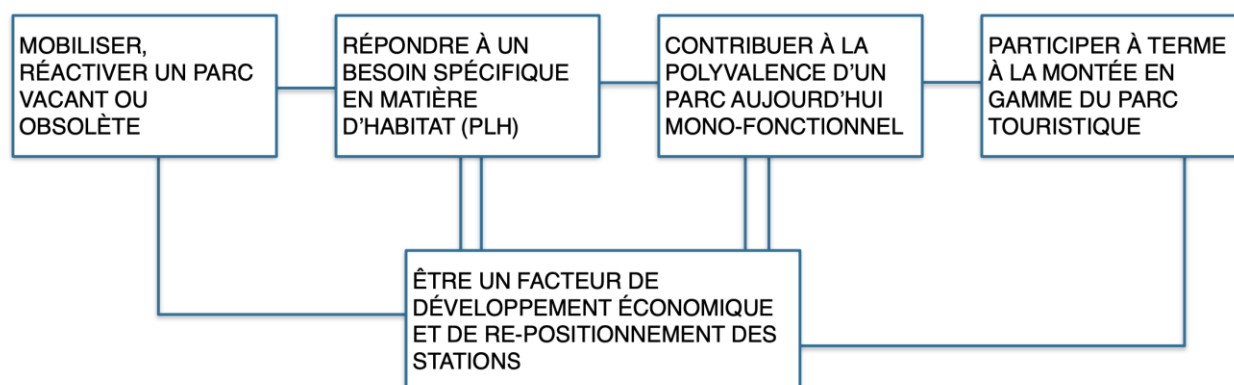 MOBILISER,
RÉACTIVER UN PARC
VACANT OU
OBSOLÈTE
RÉPONDRE À UN
BESOIN SPÉCIFIQUE
EN MATIÈRE
D’HABITAT (PLH)
CONTRIBUER À LA
POLYVALENCE D’UN
PARC AUJOURD’HUI
MONO-FONCTIONNEL
PARTICIPER À TERME
À LA MONTÉE EN
GAMME DU PARC
TOURISTIQUE
ÊTRE UN FACTEUR DE
DÉVELOPPEMENT ÉCONOMIQUE
ET DE RE-POSITIONNEMENT DES
STATIONS